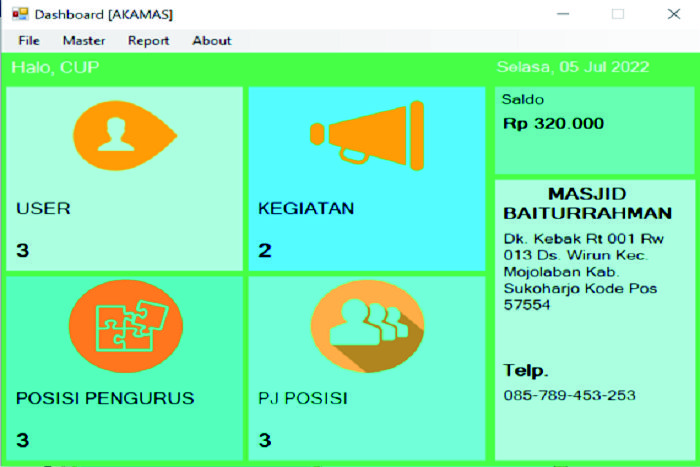 Dashboard [AKAMAS]
File Master Report About
Halo, CUP
Selasa, 05 Jul 2022
USER
3
KEGIATAN
2
Saldo
Rp 320.000
POSISI PENGURUS
3
PJ POSISI
3
MASJID
BAITURRAHMAN
Dk. Kebak Rt 001 Rw
013 Ds. Wirun Kec.
Mojolaban Kab.
Sukoharjo Kode Pos
57554
Telp.
085-789-453-253